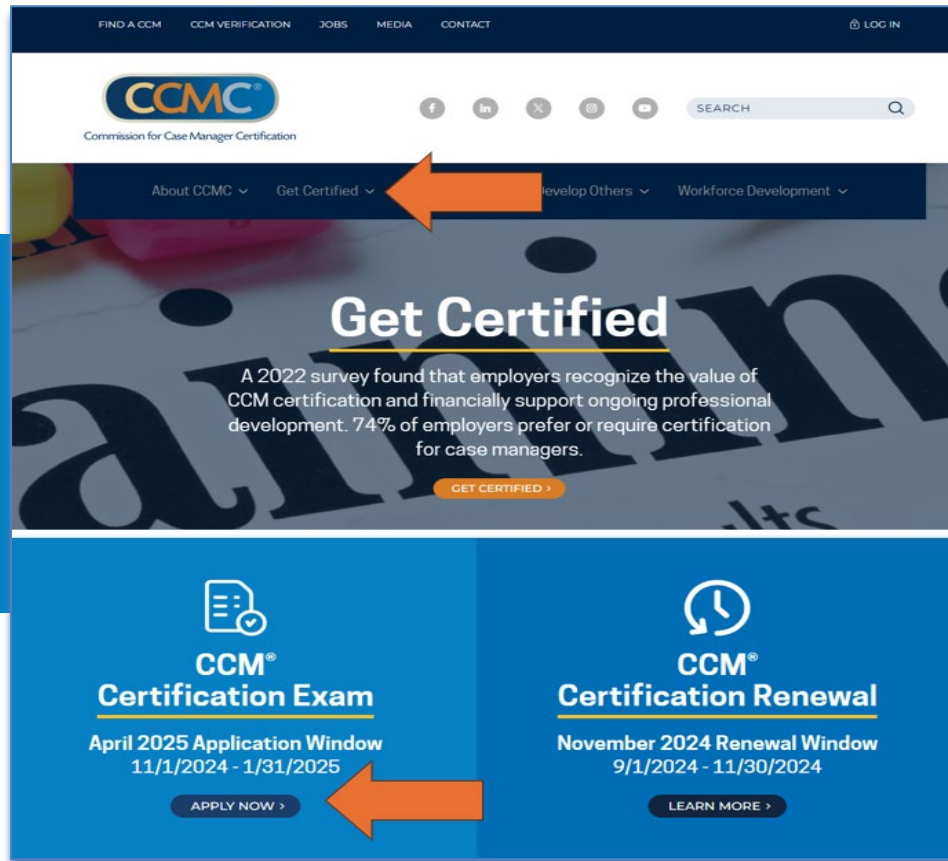 FIND A CCM CCM VERIFICATION JOBS MEDIA CONTACT LOG IN
CCMC®
Commission for Case Manager Certification
SEARCH
About CCMC Get Certified Develop Others Workforce Development
Get Certified
A 2022 survey found that employers recognize the value of
CCM certification and financially support ongoing professional
development. 74% of employers prefer or require certification
for case managers.
GET CERTIFIED >
CCM®
Certification Exam
April 2025 Application Window
11/1/2024 - 1/31/2025
APPLY NOW >
CCM®
Certification Renewal
November 2024 Renewal Window
9/1/2024 - 11/30/2024
LEARN MORE >